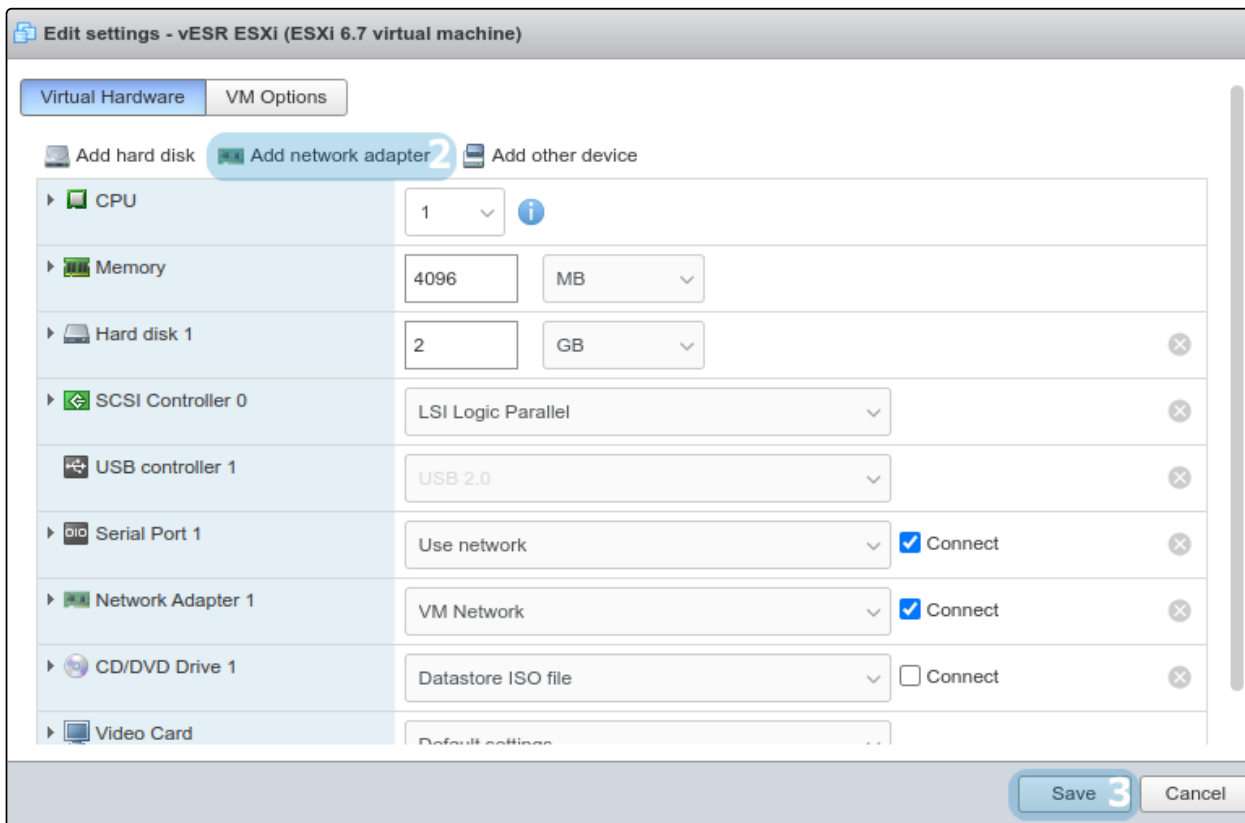 Edit settings - vESR ESXi (ESXi 6.7 virtual machine)
Virtual Hardware VM Options
Add hard disk Add network adapter 2 Add other device
CPU 1
Memory 4096 MB
Hard disk 1 2 GB
SCSI Controller 0 LSI Logic Parallel
USB controller 1 USB 2.0
Serial Port 1 Use network Connect
Network Adapter 1 VM Network Connect
CD/DVD Drive 1 Datastore ISO file Connect
Video Card Default settings
Save 3 Cancel